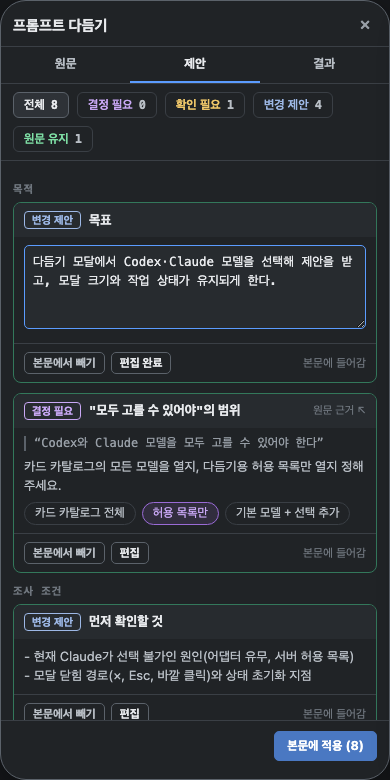 프롬프트 다듬기 ×
원문 제안 결과
전체 8 결정 필요 0 확인 필요 1 변경 제안 4
원문 유지 1
목적
변경 제안 목표
다듬기 모달에서 Codex·Claude 모델을 선택해 제안을 받
고, 모달 크기와 작업 상태가 유지되게 한다.
본문에서 빼기 편집 완료 본문에 들어감
결정 필요 "모두 고를 수 있어야"의 범위 원문 근거 ↖
“Codex와 Claude 모델을 모두 고를 수 있어야 한다”
카드 카탈로그의 모든 모델을 열지, 다듬기용 허용 목록만 열지 정해
주세요.
카드 카탈로그 전체 허용 목록만 기본 모델 + 선택 추가
본문에서 빼기 편집 본문에 들어감
조사 조건
변경 제안 먼저 확인할 것
- 현재 Claude가 선택 불가인 원인(어댑터 유무, 서버 허용 목록)
- 모달 닫힘 경로(×, Esc, 바깥 클릭)와 상태 초기화 지점
본문에서 빼기 편집 본문에 들어감
본문에 적용 (8)